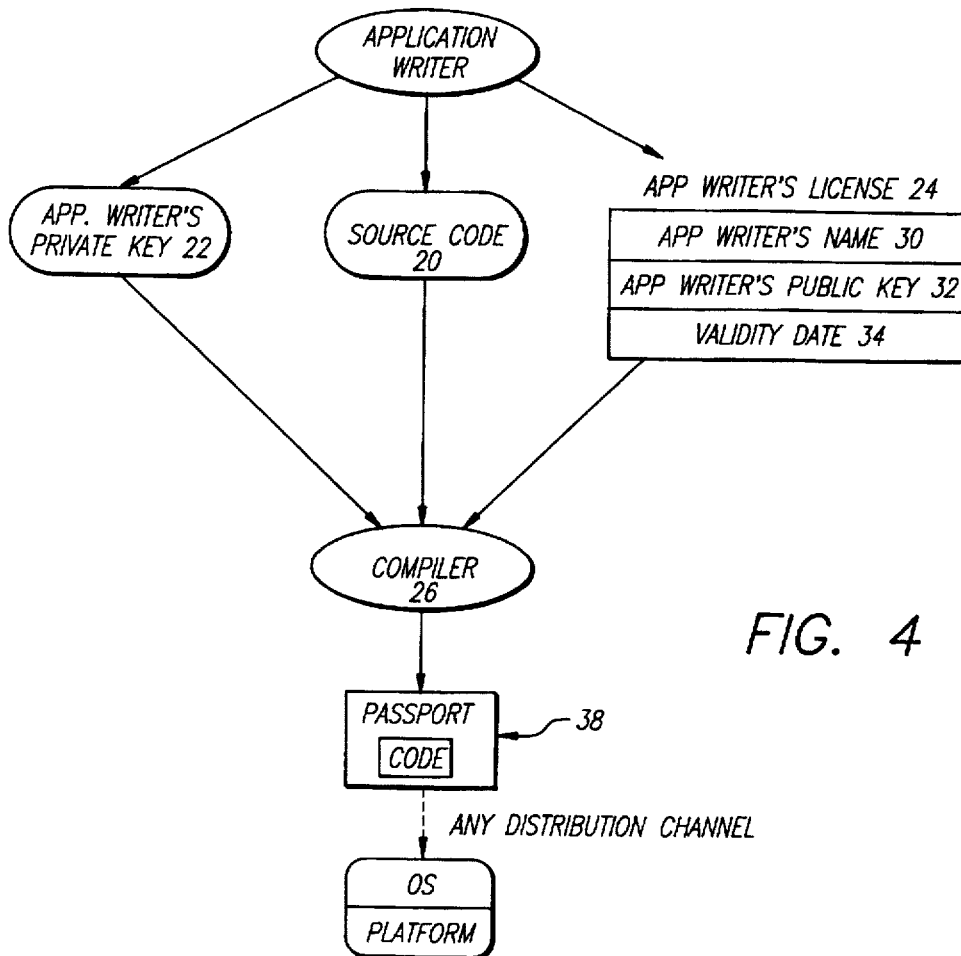 APPLICATION
WRITER
APP. WRITER'S
PRIVATE KEY 22
SOURCE CODE
20
APP WRITER'S LICENSE 24
APP WRITER'S NAME 30
APP WRITER'S PUBLIC KEY 32
VALIDITY DATE 34
COMPILER
26
FIG. 4
PASSPORT
CODE
38
ANY DISTRIBUTION CHANNEL
OS
PLATFORM